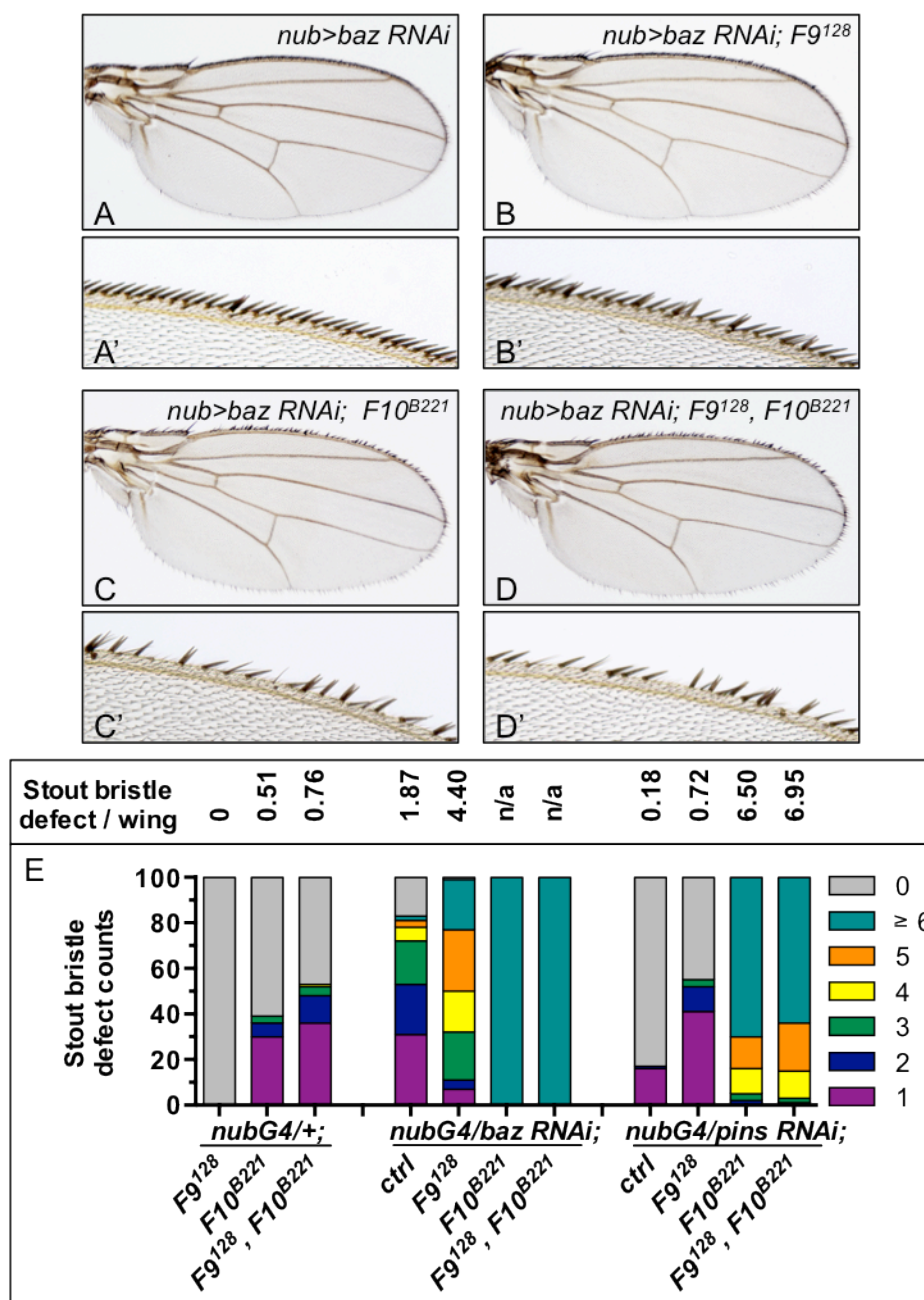 nub>baz RNAi
A
nub>baz RNAi; F9¹²⁸
B
A'
B'
nub>baz RNAi; F10ᴮ²²¹
C
nub>baz RNAi; F9¹²⁸, F10ᴮ²²¹
D
C'
D'
Stout bristle
defect / wing
0
0.51
0.76
1.87
4.40
n/a
n/a
0.18
0.72
6.50
6.95
E
Stout bristle
defect counts
100
80
60
40
20
0
0
≥ 6
5
4
3
2
1
nubG4/+;
nubG4/baz RNAi;
nubG4/pins RNAi;
F9¹²⁸
F10ᴮ²²¹
F9¹²⁸, F10ᴮ²²¹
ctrl
F9¹²⁸
F10ᴮ²²¹
F9¹²⁸, F10ᴮ²²¹
ctrl
F9¹²⁸
F10ᴮ²²¹
F9¹²⁸, F10ᴮ²²¹